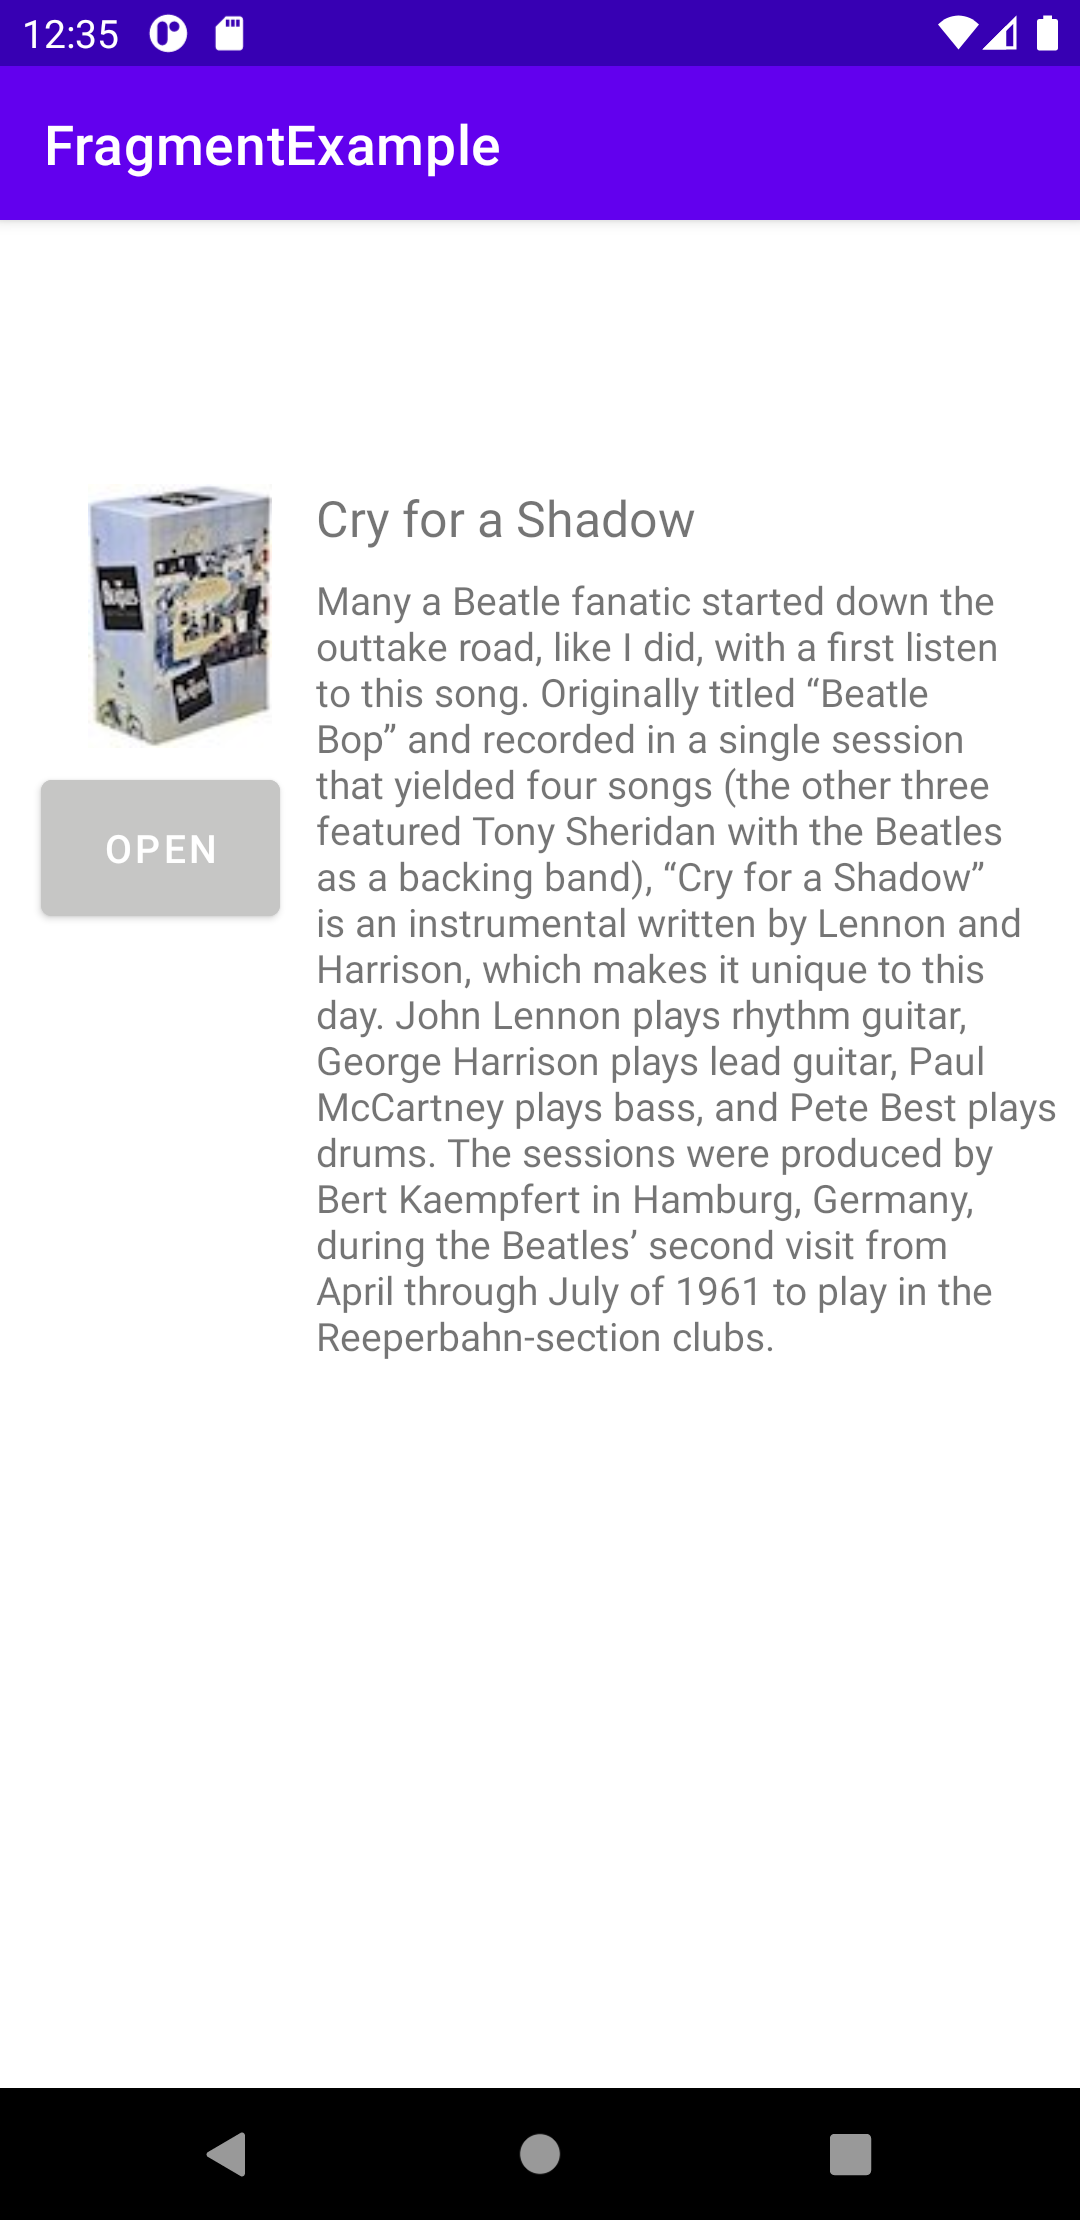 12:35
FragmentExample
Cry for a Shadow
Many a Beatle fanatic started down the
outtake road, like I did, with a first listen
to this song. Originally titled “Beatle
Bop” and recorded in a single session
that yielded four songs (the other three
featured Tony Sheridan with the Beatles
as a backing band), “Cry for a Shadow”
is an instrumental written by Lennon and
Harrison, which makes it unique to this
day. John Lennon plays rhythm guitar,
George Harrison plays lead guitar, Paul
McCartney plays bass, and Pete Best plays
drums. The sessions were produced by
Bert Kaempfert in Hamburg, Germany,
during the Beatles’ second visit from
April through July of 1961 to play in the
Reeperbahn-section clubs.
OPEN